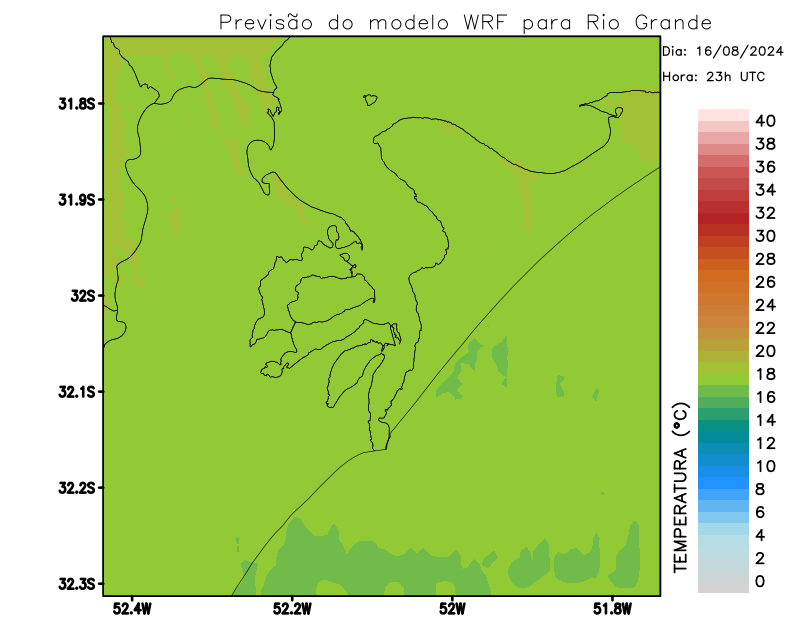 Previsão do modelo WRF para Rio Grande
Dia: 16/08/2024
Hora: 23h UTC
31.8S
31.9S
32S
32.1S
32.2S
32.3S
52.4W
52.2W
52W
51.8W
TEMPERATURA (°C)
40
38
36
34
32
30
28
26
24
22
20
18
16
14
12
10
8
6
4
2
0